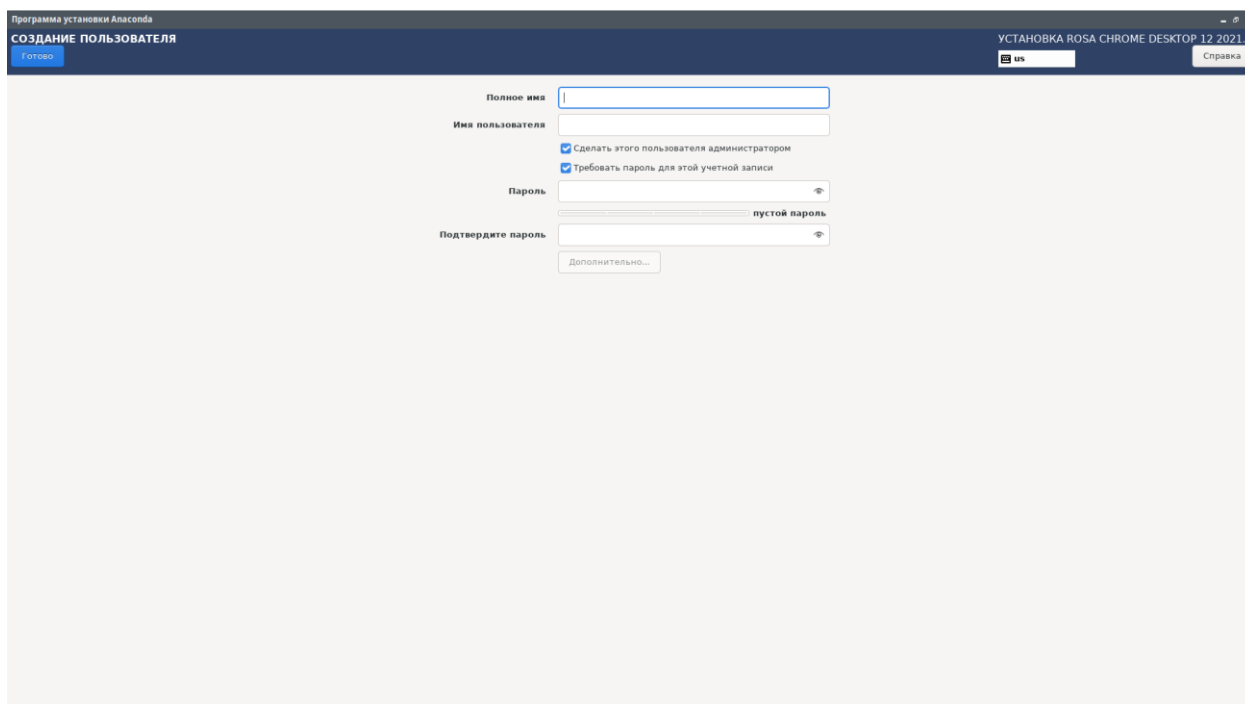 Программа установки Anaconda
СОЗДАНИЕ ПОЛЬЗОВАТЕЛЯ
УСТАНОВКА ROSA CHROME DESKTOP 12 2021.
Готово
us
Справка
Полное имя
Имя пользователя
Сделать этого пользователя администратором
Требовать пароль для этой учетной записи
Пароль
пустой пароль
Подтвердите пароль
Дополнительно...